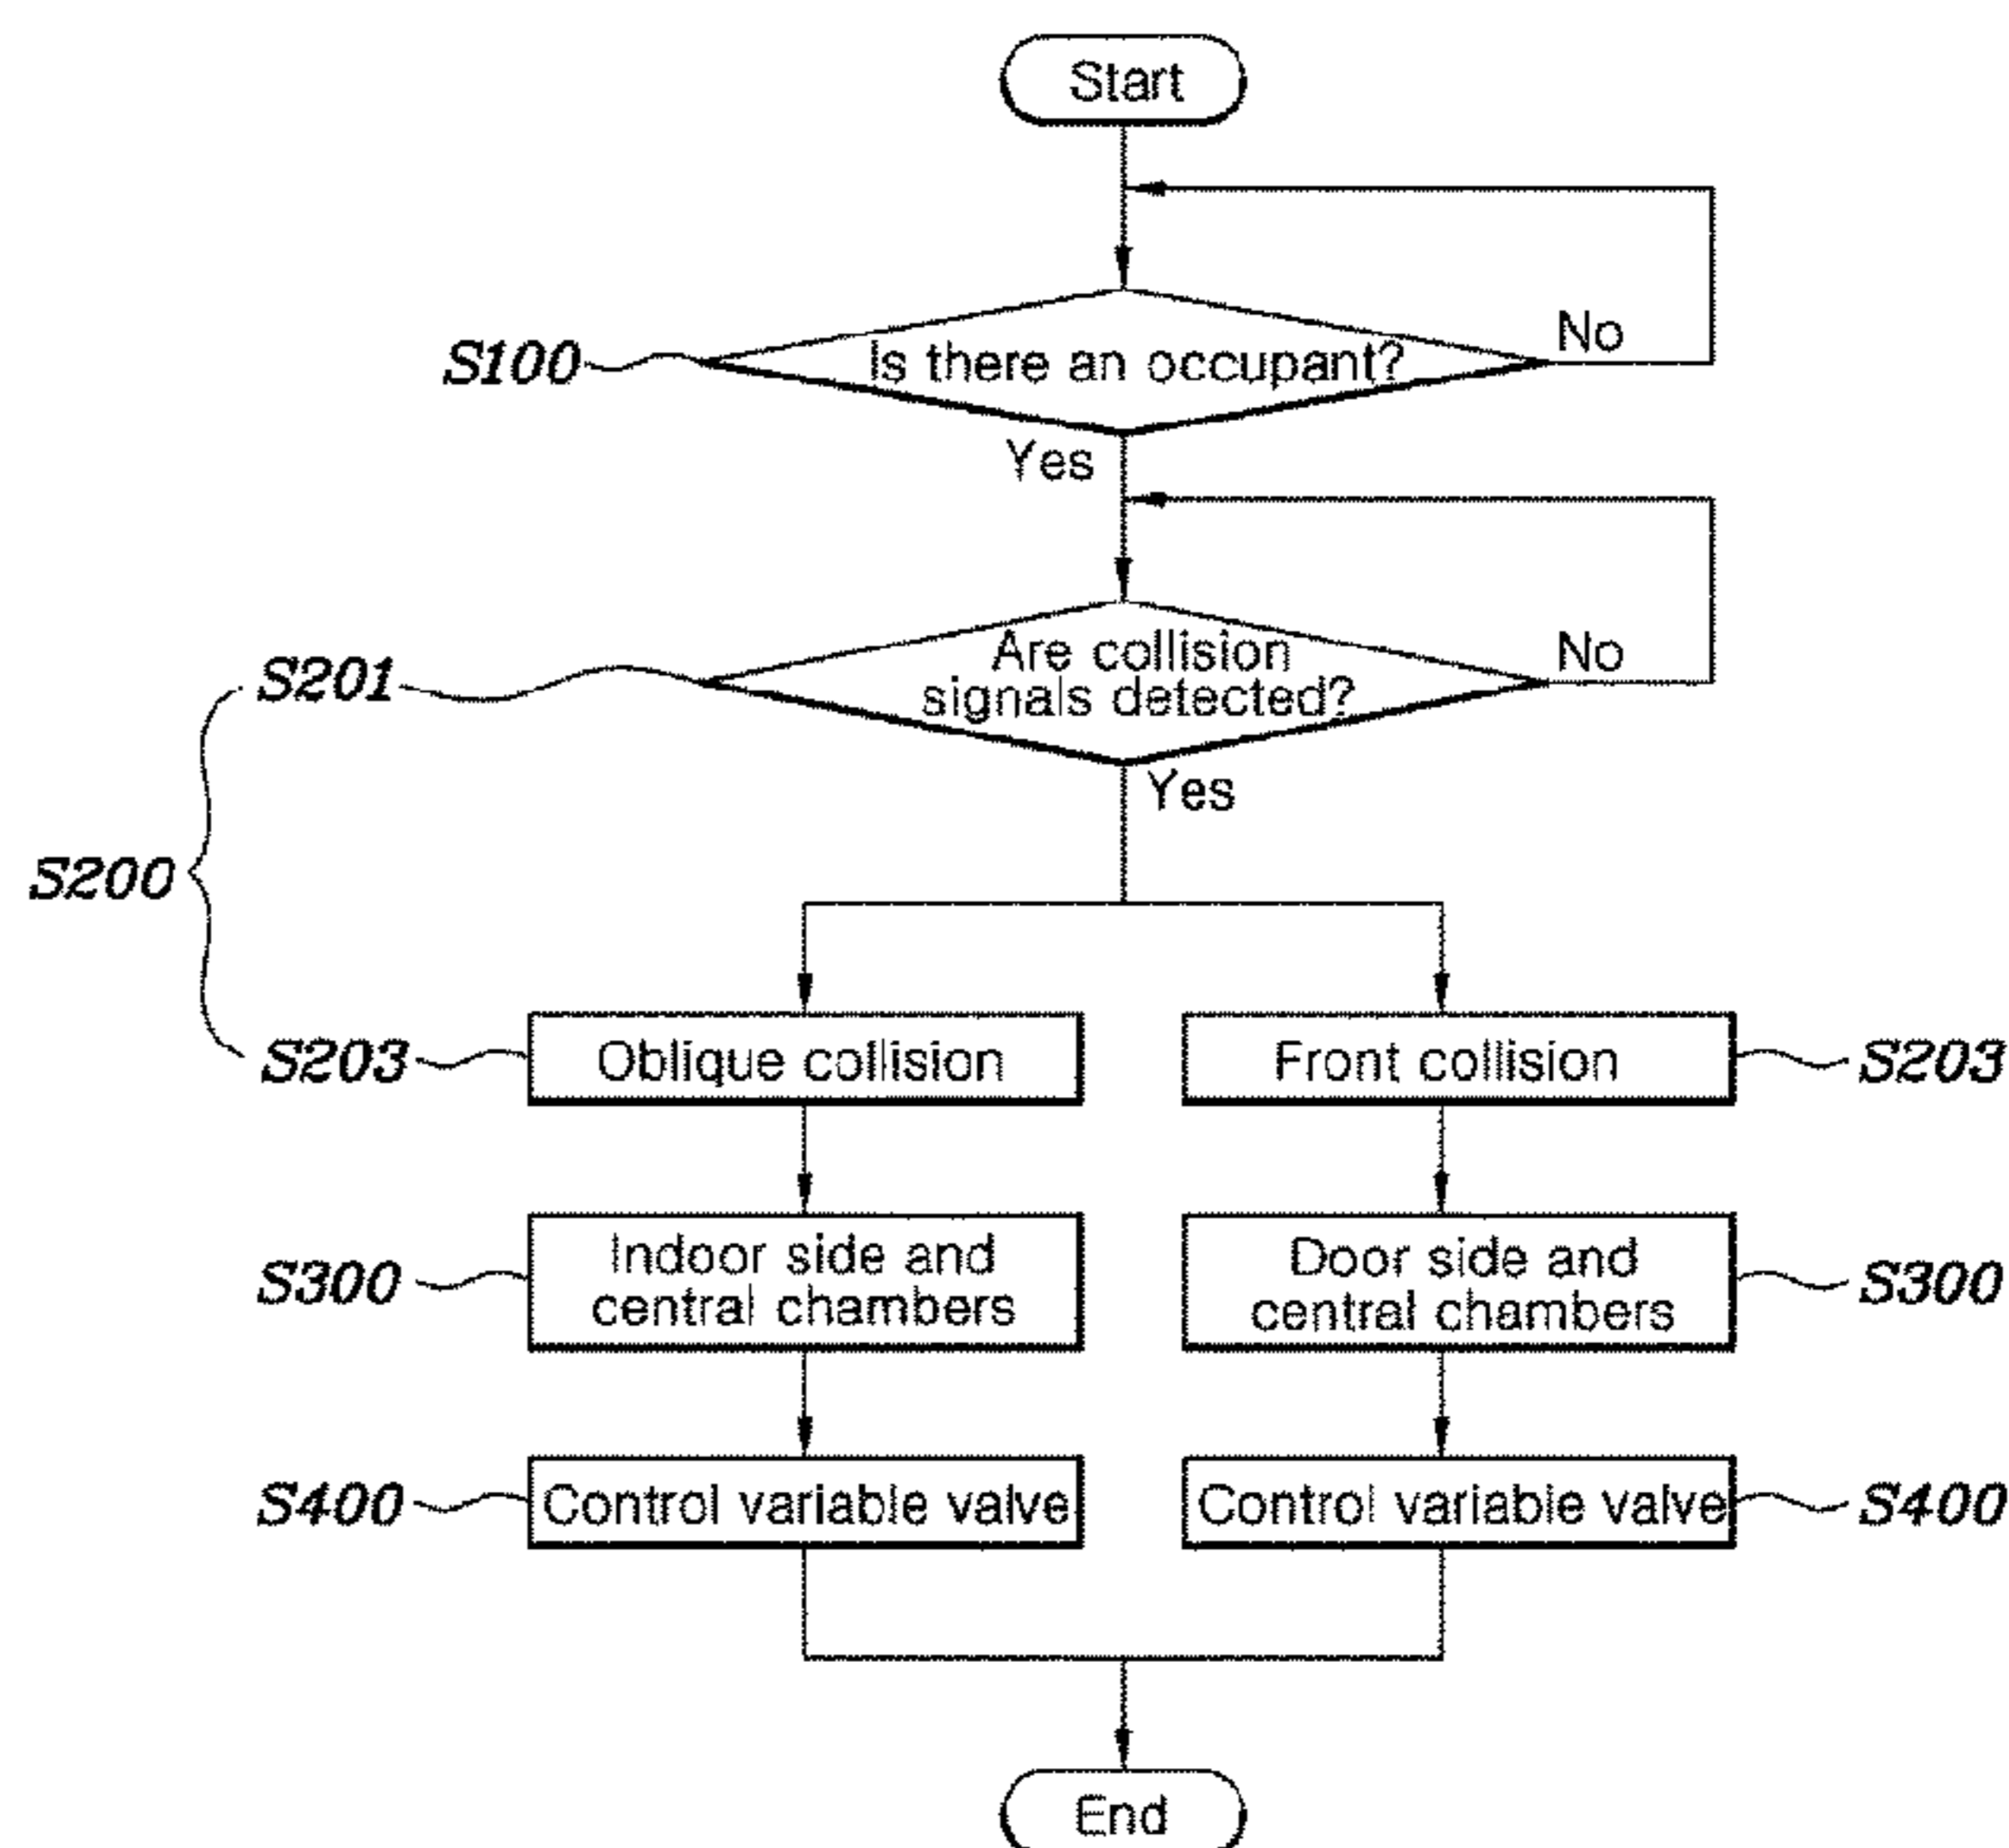 Start
S100
Is there an occupant?
No
Yes
S201
Are collision
signals detected?
No
Yes
S200
S203
Oblique collision
Front collision
S203
S300
Indoor side and
central chambers
Door side and
central chambers
S300
S400
Control variable valve
Control variable valve
S400
End